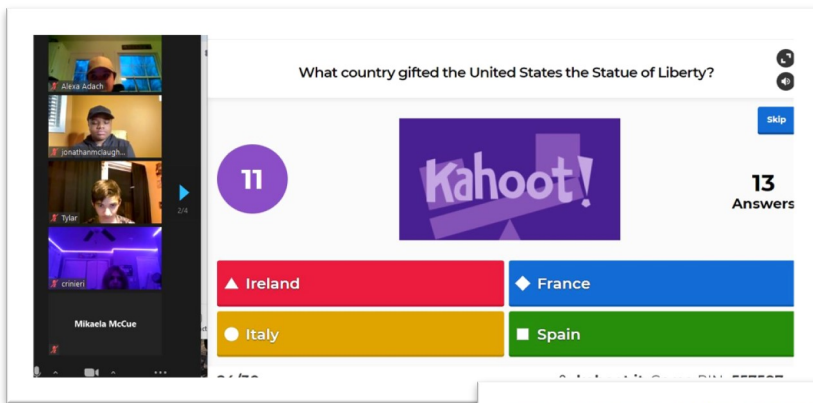 What country gifted the United States the Statue of Liberty?
Alexa Adach
Skip
jonathanmclaugh...
11
Kahoot!
13
Answers
Tylar
2/4
Ireland
France
crinieri
Italy
Spain
Mikaela McCue